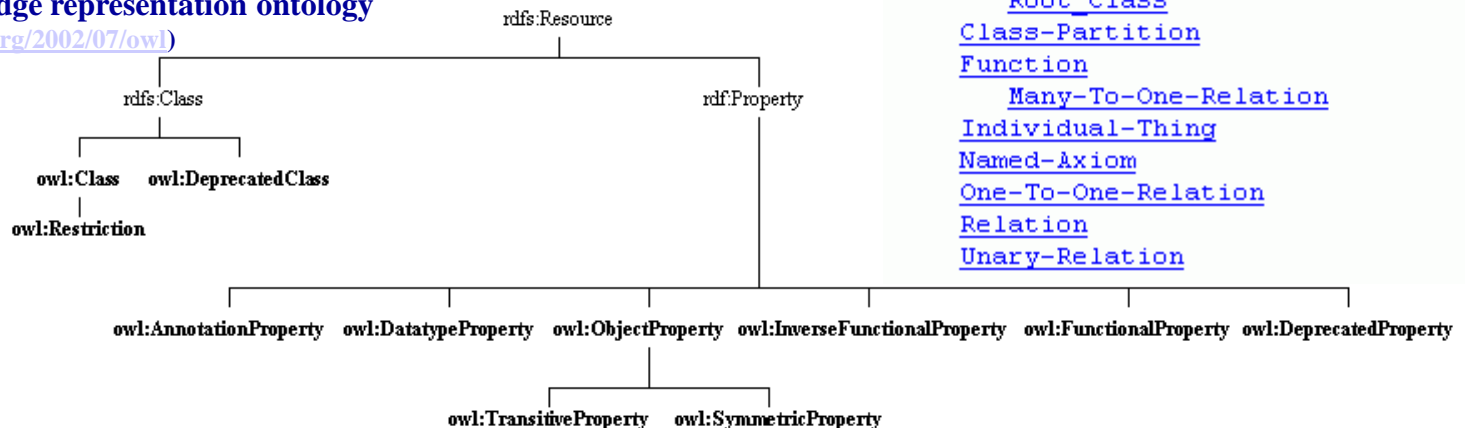 dge representation ontology
rg/2002/07/owl)
rdfs:Resource
rdfs:Class
rdf:Property
owl:Class owl:DeprecatedClass
owl:Restriction
owl:AnnotationProperty owl:DatatypeProperty owl:ObjectProperty owl:InverseFunctionalProperty owl:FunctionalProperty owl:DeprecatedProperty
owl:TransitiveProperty owl:SymmetricProperty
Root_Class
Class-Partition
Function
Many-To-One-Relation
Individual-Thing
Named-Axiom
One-To-One-Relation
Relation
Unary-Relation